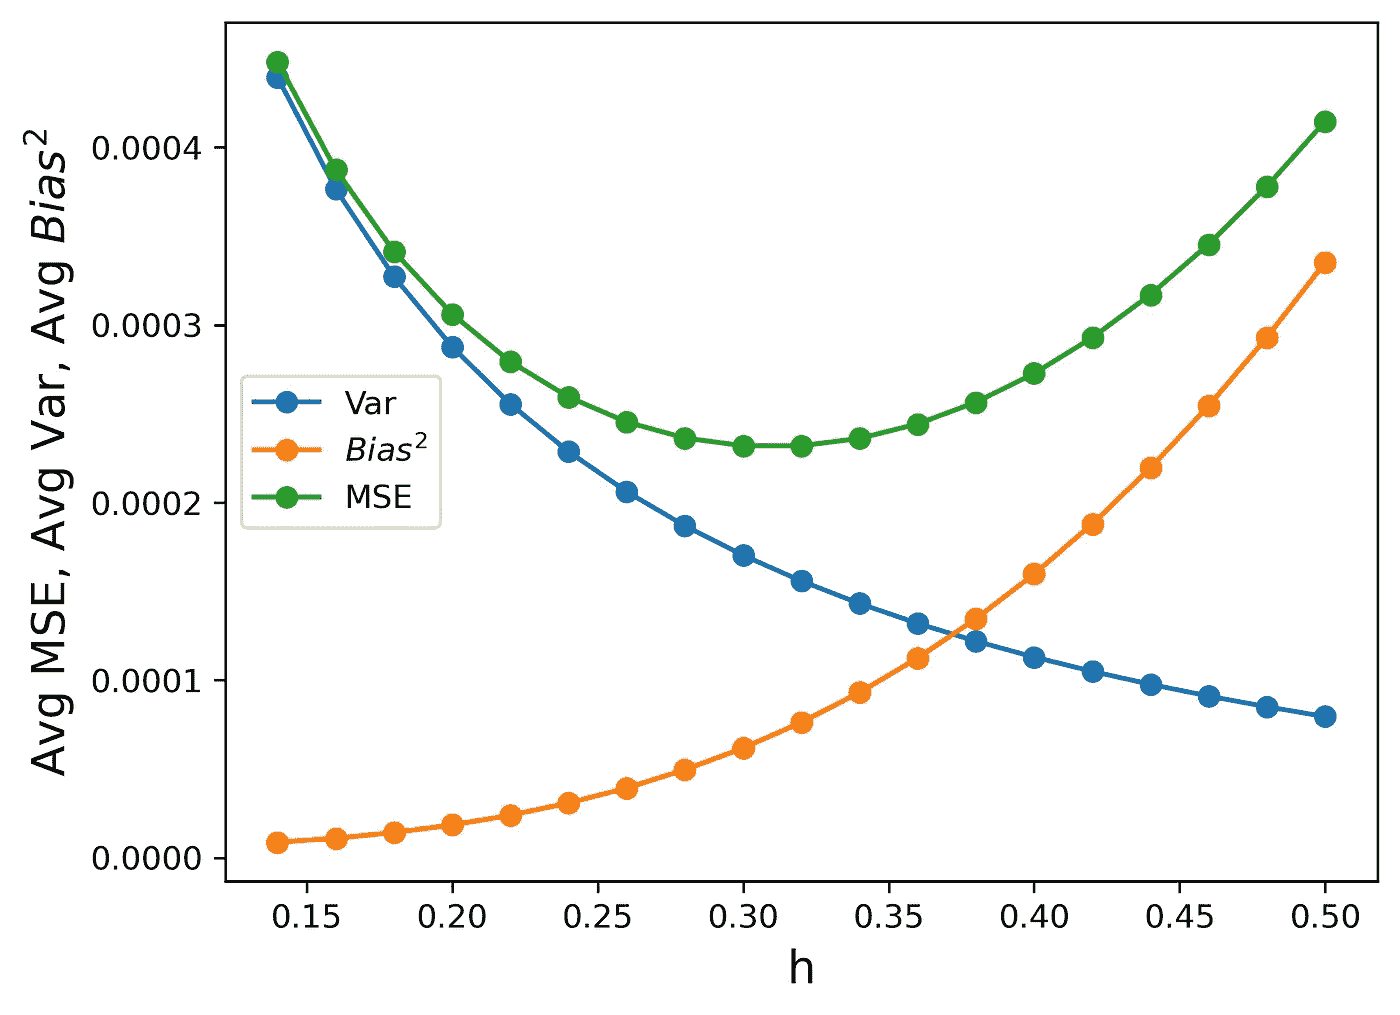 Avg MSE, Avg Var, Avg Bias²
0.0004
0.0003
0.0002
0.0001
0.0000
Var
Bias²
MSE
0.15 0.20 0.25 0.30 0.35 0.40 0.45 0.50
h